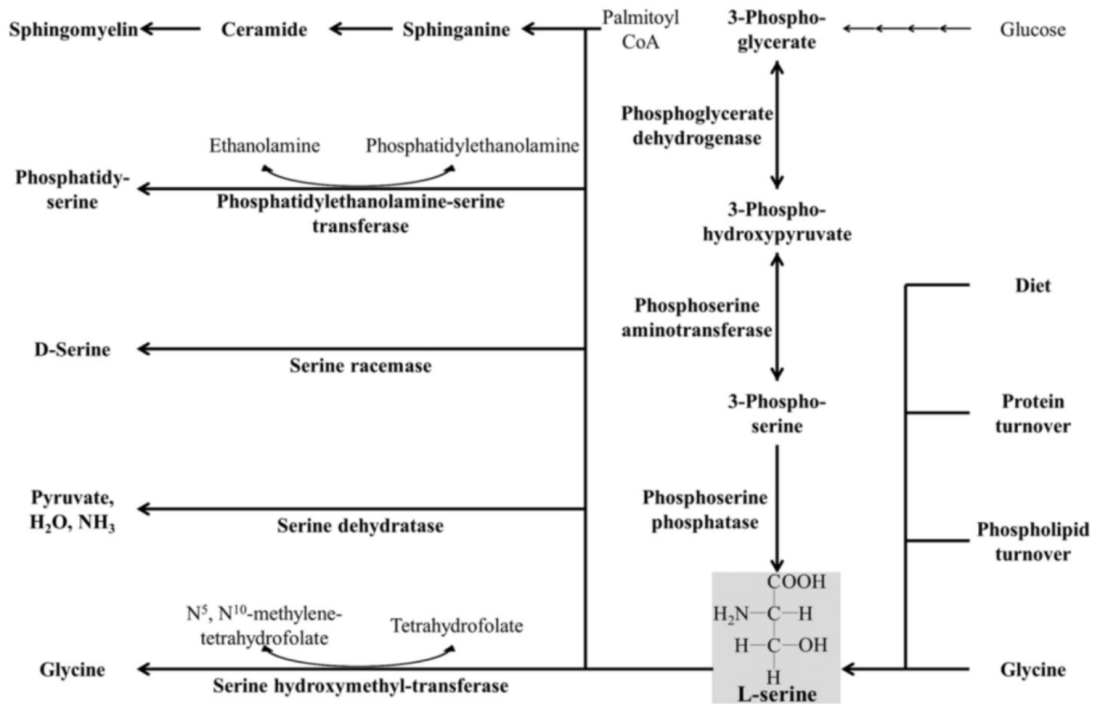 Sphingomyelin
Ceramide
Sphinganine
Palmitoyl
CoA
3-Phospho-
glycerate
Glucose
Phosphoglycerate
dehydrogenase
Ethanolamine
Phosphatidylethanolamine
Phosphatidy-
serine
Phosphatidylethanolamine-serine
transferase
3-Phospho-
hydroxypyruvate
Diet
Phosphoserine
aminotransferase
D-Serine
Serine racemase
3-Phospho-
serine
Protein
turnover
Pyruvate,
H₂O, NH₃
Serine dehydratase
Phosphoserine
phosphatase
Phospholipid
turnover
COOH
H₂N–C–H
H–C–OH
H
L-serine
N⁵, N¹⁰-methylene-
tetrahydrofolate
Tetrahydrofolate
Glycine
Serine hydroxymethyl-transferase
Glycine